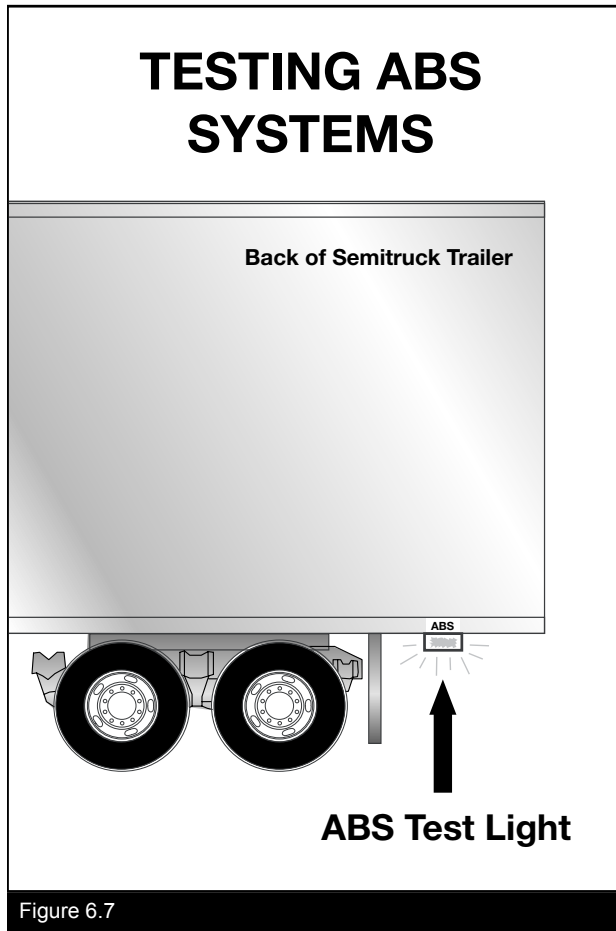 TESTING ABS
SYSTEMS
Back of Semitruck Trailer
ABS
ABS Test Light
Figure 6.7